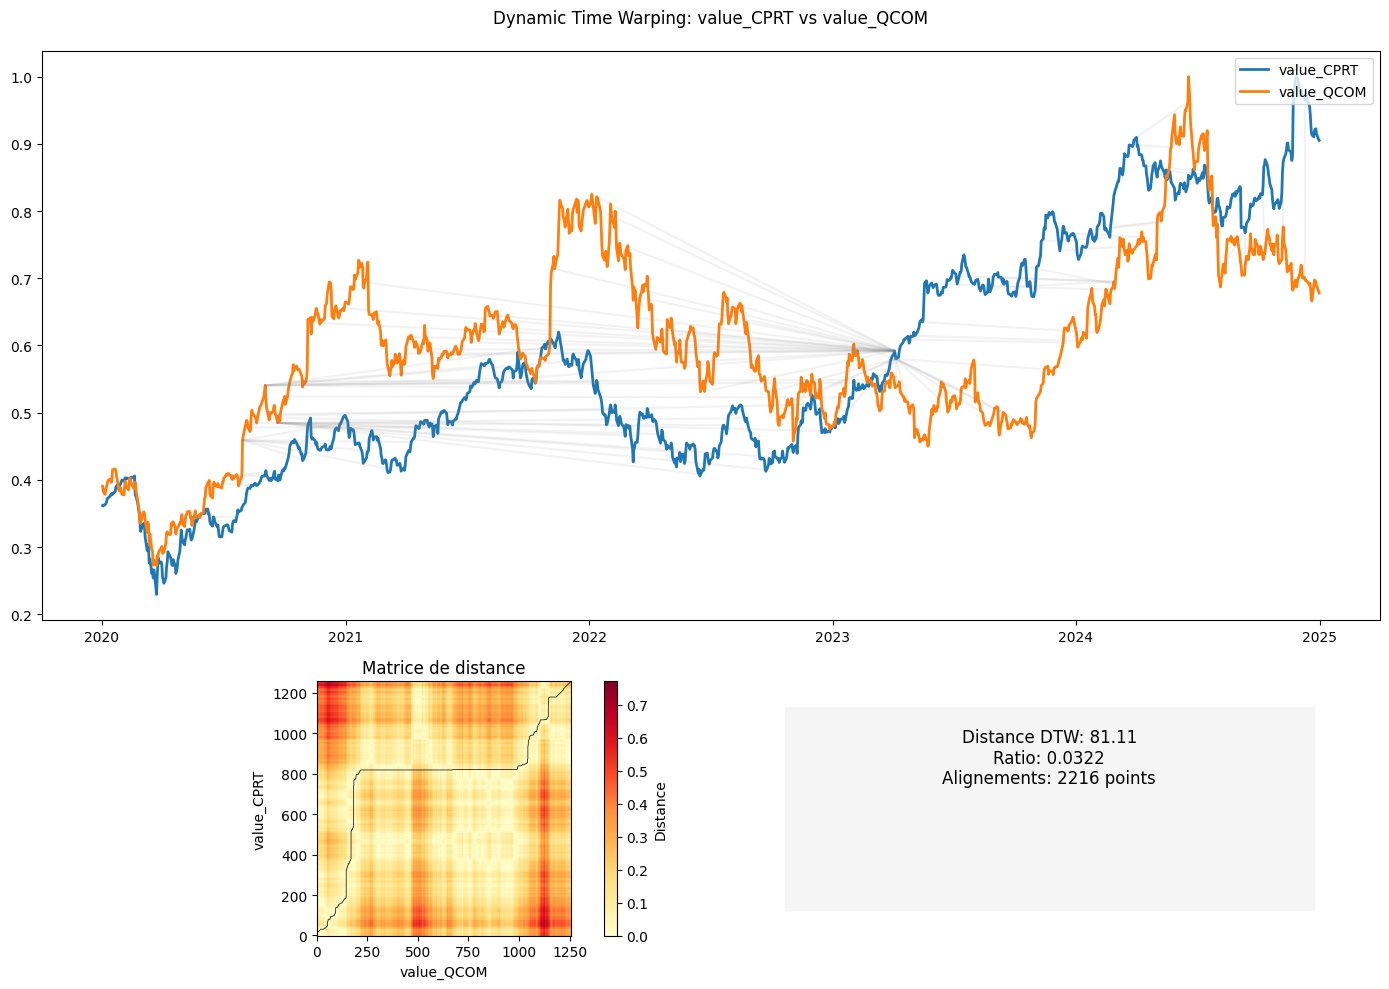 Dynamic Time Warping: value_CPRT vs value_QCOM
value_CPRT
value_QCOM
1.0
0.9
0.8
0.7
0.6
0.5
0.4
0.3
0.2
2020 2021 2022 2023 2024 2025
Matrice de distance
value_CPRT
1200
1000
800
600
400
200
0
0 250 500 750 1000 1250
value_QCOM
0.7
0.6
0.5
0.4
0.3
0.2
0.1
0.0
Distance
Distance DTW: 81.11
Ratio: 0.0322
Alignements: 2216 points